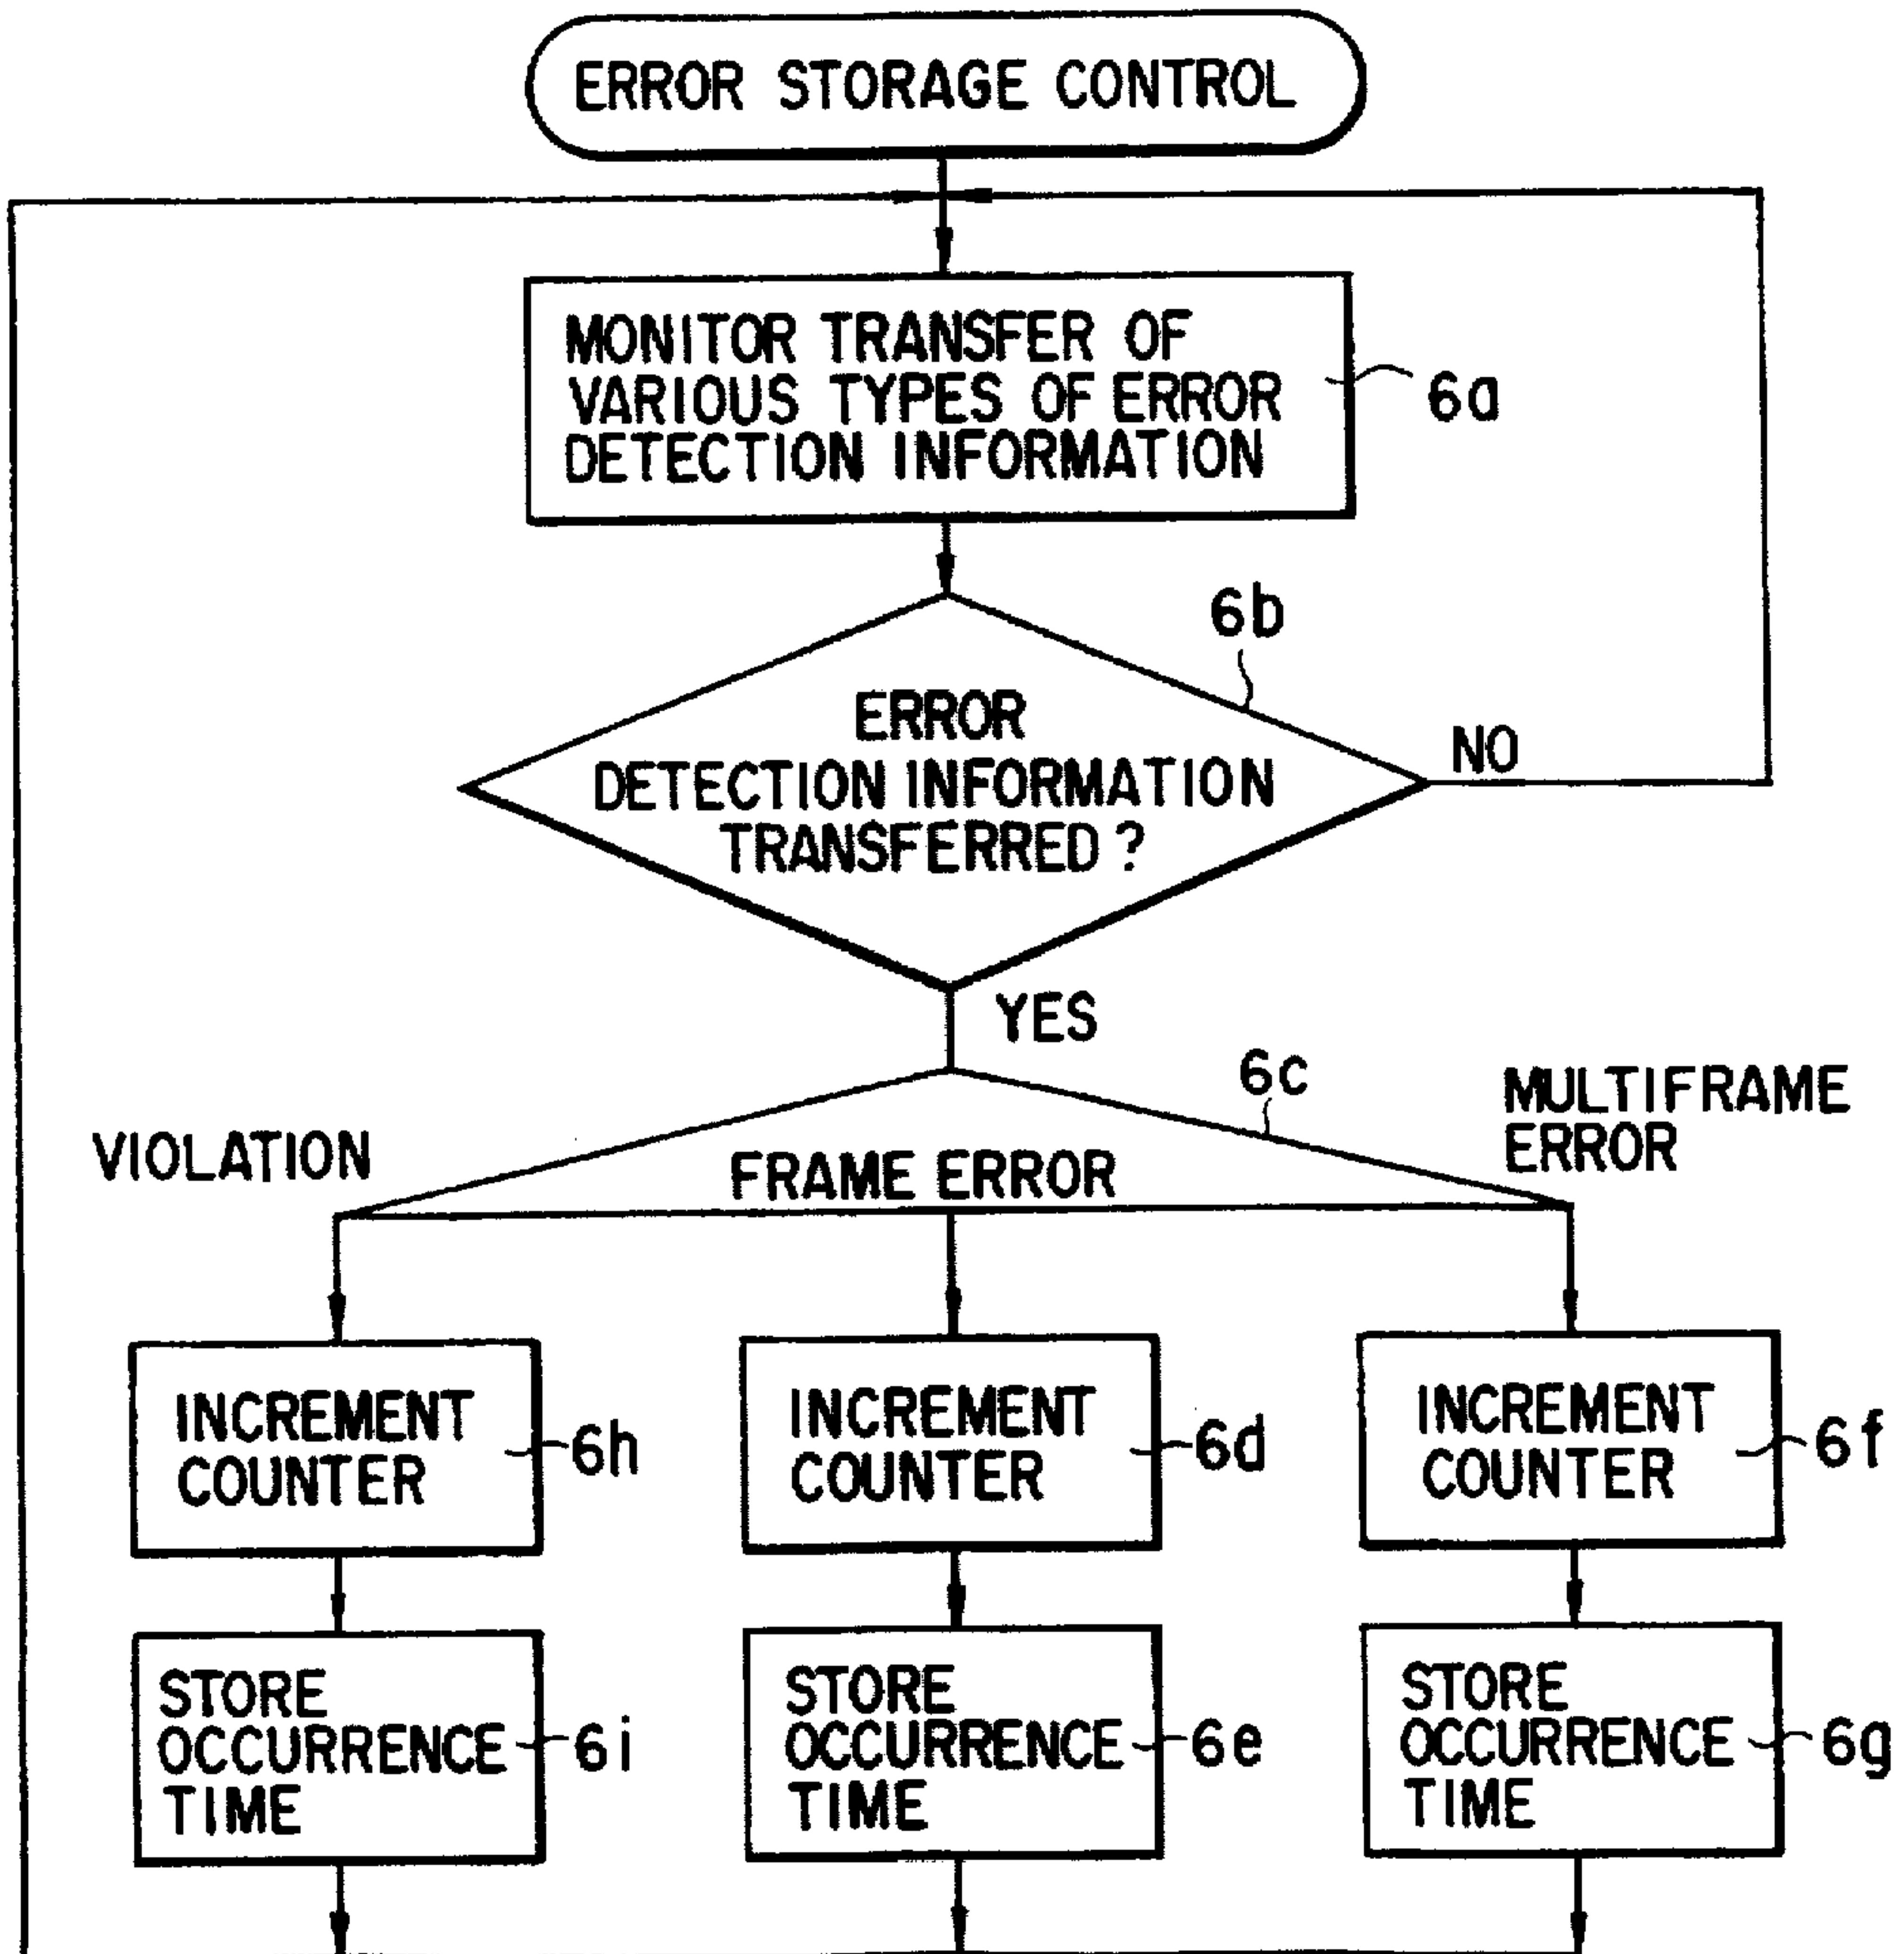 ERROR STORAGE CONTROL
MONITOR TRANSFER OF
VARIOUS TYPES OF ERROR
DETECTION INFORMATION
6a
6b
ERROR
DETECTION INFORMATION
TRANSFERRED ?
NO
YES
6c
VIOLATION
FRAME ERROR
MULTIFRAME
ERROR
INCREMENT
COUNTER
6h
INCREMENT
COUNTER
6d
INCREMENT
COUNTER
6f
STORE
OCCURRENCE
TIME
6i
STORE
OCCURRENCE
TIME
6e
STORE
OCCURRENCE
TIME
6g